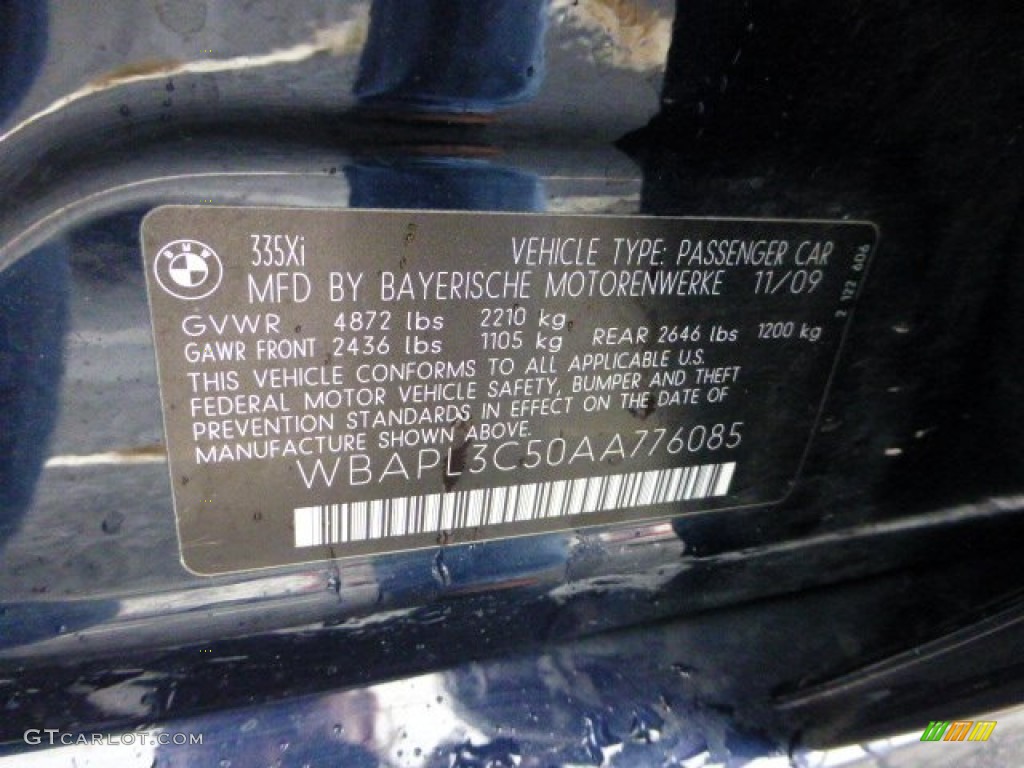 BMW
335Xi VEHICLE TYPE: PASSENGER CAR
MFD BY BAYERISCHE MOTORENWERKE 11/09
GVWR 4872 lbs 2210 kg
GAWR FRONT 2436 lbs 1105 kg REAR 2646 lbs 1200 kg
THIS VEHICLE CONFORMS TO ALL APPLICABLE U.S.
FEDERAL MOTOR VEHICLE SAFETY, BUMPER AND THEFT
PREVENTION STANDARDS IN EFFECT ON THE DATE OF
MANUFACTURE SHOWN ABOVE.
WBAPL3C50AA776085
2 122 606
GTCARLOT.COM